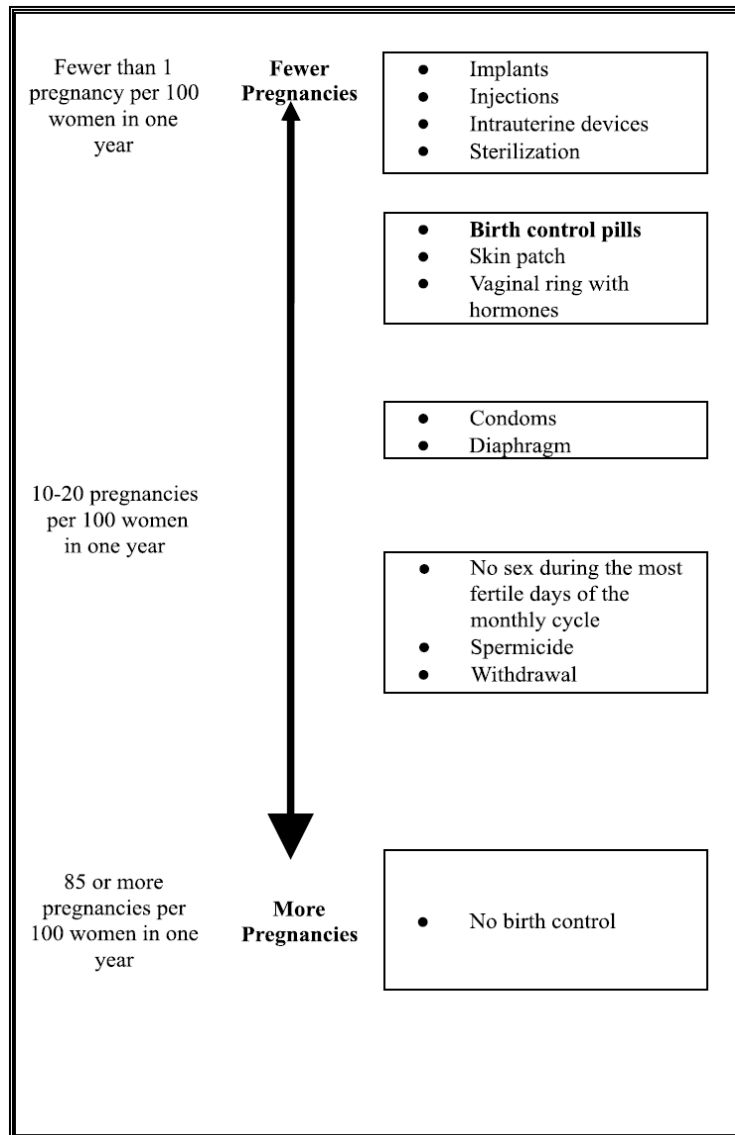 Fewer than 1
pregnancy per 100
women in one
year
Fewer
Pregnancies
● Implants
● Injections
● Intrauterine devices
● Sterilization
● Birth control pills
● Skin patch
● Vaginal ring with
hormones
● Condoms
● Diaphragm
10-20 pregnancies
per 100 women
in one year
● No sex during the most
fertile days of the
monthly cycle
● Spermicide
● Withdrawal
85 or more
pregnancies per
100 women in one
year
More
Pregnancies
● No birth control